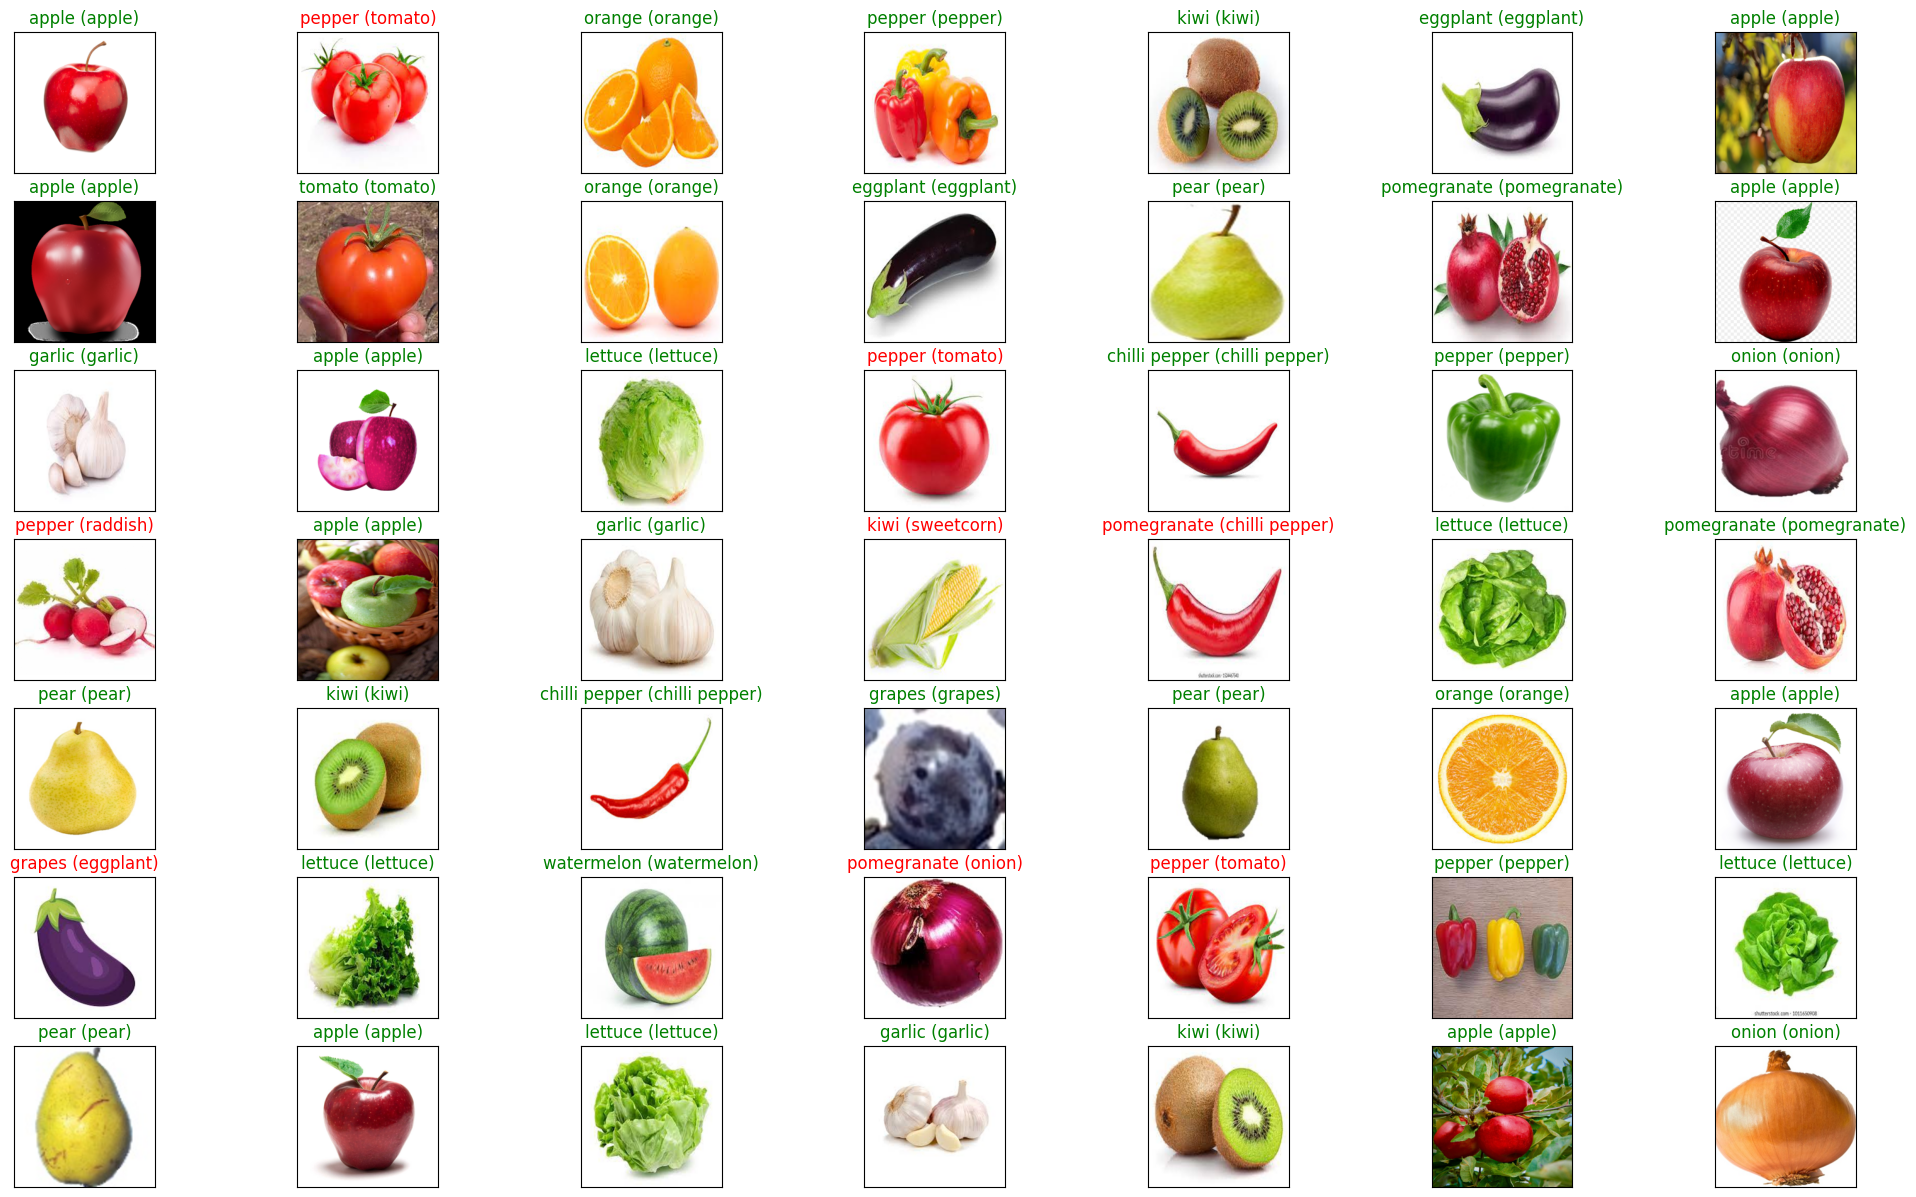 apple (apple)
pepper (tomato)
orange (orange)
pepper (pepper)
kiwi (kiwi)
eggplant (eggplant)
apple (apple)
apple (apple)
tomato (tomato)
orange (orange)
eggplant (eggplant)
pear (pear)
pomegranate (pomegranate)
apple (apple)
garlic (garlic)
apple (apple)
lettuce (lettuce)
pepper (tomato)
chilli pepper (chilli pepper)
pepper (pepper)
onion (onion)
time
pepper (raddish)
apple (apple)
garlic (garlic)
kiwi (sweetcorn)
pomegranate (chilli pepper)
lettuce (lettuce)
pomegranate (pomegranate)
pear (pear)
kiwi (kiwi)
chilli pepper (chilli pepper)
grapes (grapes)
pear (pear)
orange (orange)
apple (apple)
grapes (eggplant)
lettuce (lettuce)
watermelon (watermelon)
pomegranate (onion)
pepper (tomato)
pepper (pepper)
lettuce (lettuce)
shutterstock.com · 1011650908
pear (pear)
apple (apple)
lettuce (lettuce)
garlic (garlic)
kiwi (kiwi)
apple (apple)
onion (onion)